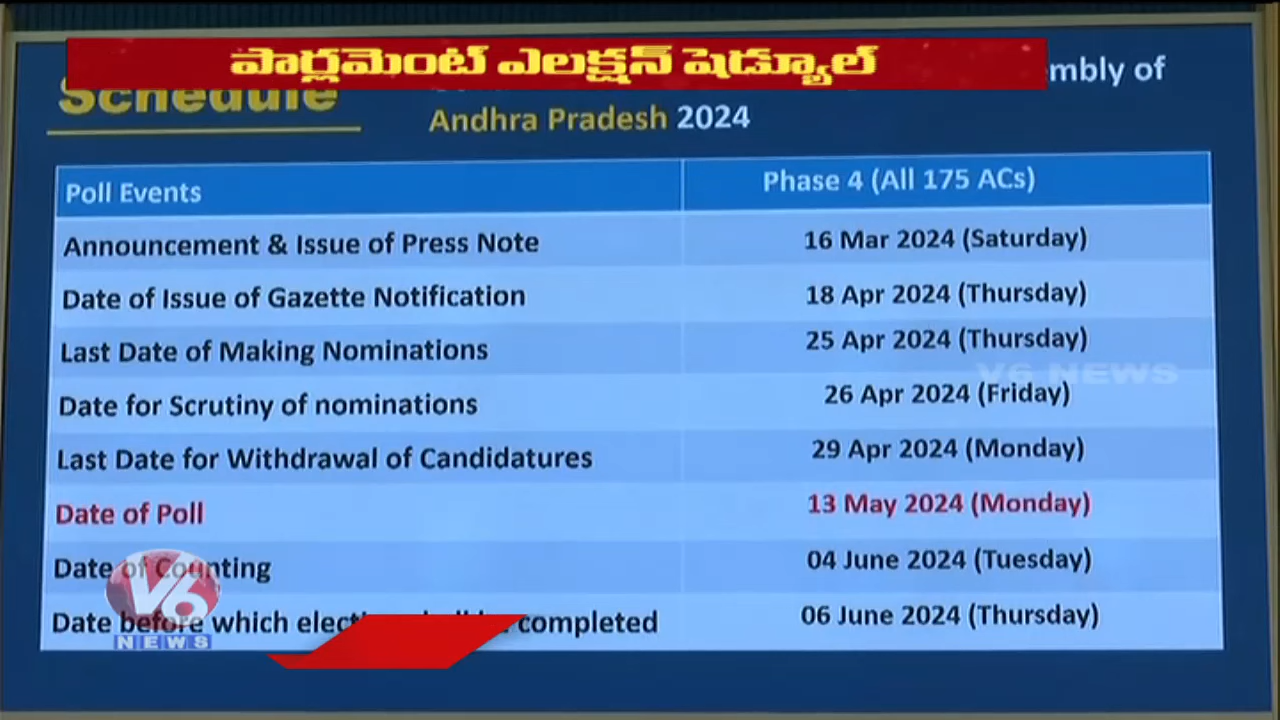 పార్లమెంట్ ఎలక్షన్ షెడ్యూల్
Schedule
Andhra Pradesh 2024
Poll Events Phase 4 (All 175 ACs)
Announcement & Issue of Press Note 16 Mar 2024 (Saturday)
Date of Issue of Gazette Notification 18 Apr 2024 (Thursday)
Last Date of Making Nominations 25 Apr 2024 (Thursday)
V6 NEWS
Date for Scrutiny of nominations 26 Apr 2024 (Friday)
Last Date for Withdrawal of Candidatures 29 Apr 2024 (Monday)
Date of Poll 13 May 2024 (Monday)
Date of Counting 04 June 2024 (Tuesday)
Date before which completed 06 June 2024 (Thursday)
V6
NEWS